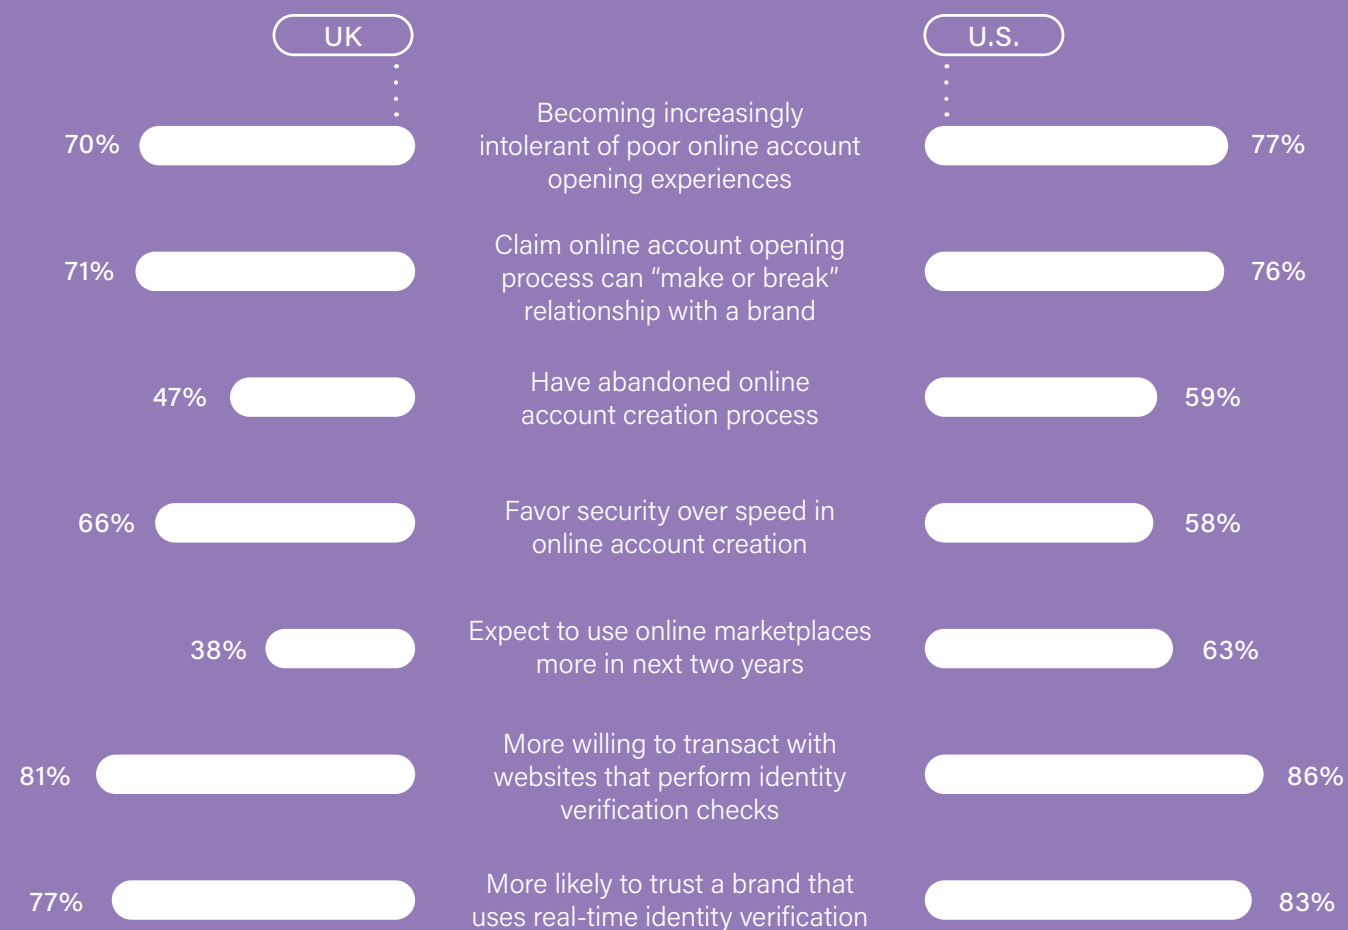 UK
U.S.
70%
Becoming increasingly
intolerant of poor online account
opening experiences
77%
71%
Claim online account opening
process can “make or break”
relationship with a brand
76%
47%
Have abandoned online
account creation process
59%
66%
Favor security over speed in
online account creation
58%
38%
Expect to use online marketplaces
more in next two years
63%
81%
More willing to transact with
websites that perform identity
verification checks
86%
77%
More likely to trust a brand that
uses real-time identity verification
83%